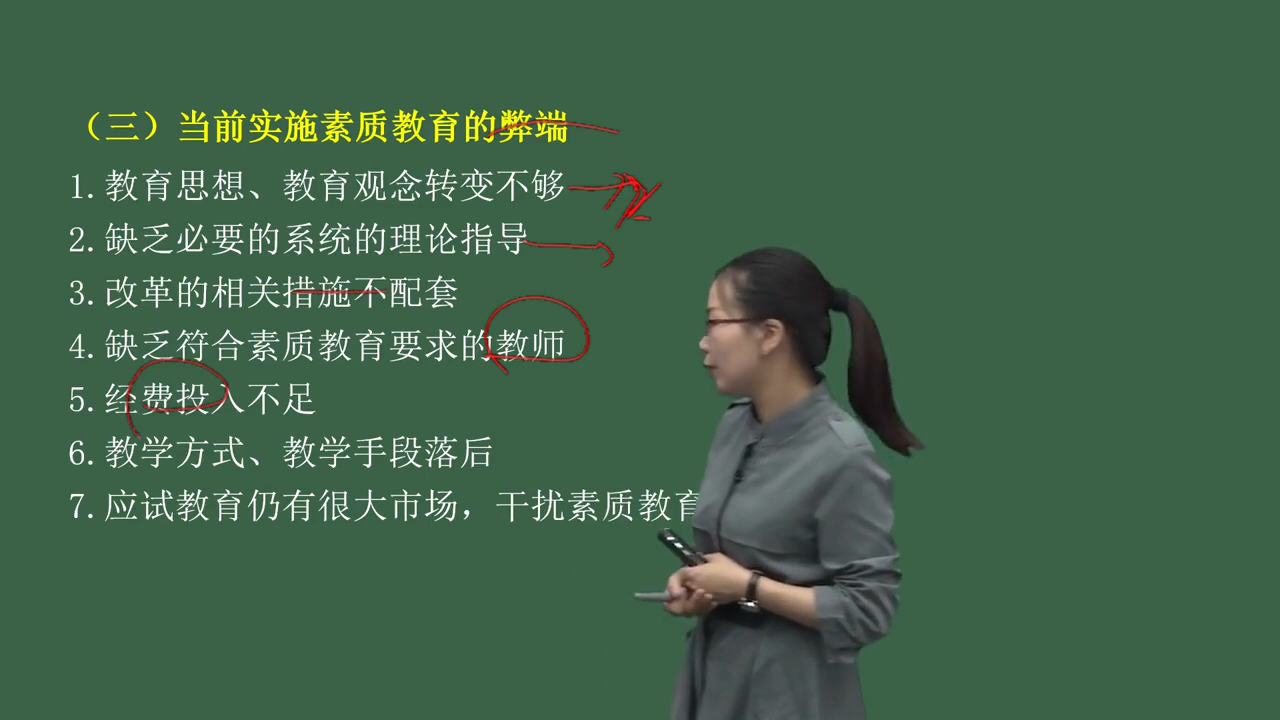 （三）当前实施素质教育的弊端
1.教育思想、教育观念转变不够
2.缺乏必要的系统的理论指导
3.改革的相关措施不配套
4.缺乏符合素质教育要求的教师
5.经费投入不足
6.教学方式、教学手段落后
7.应试教育仍有很大市场，干扰素质教育